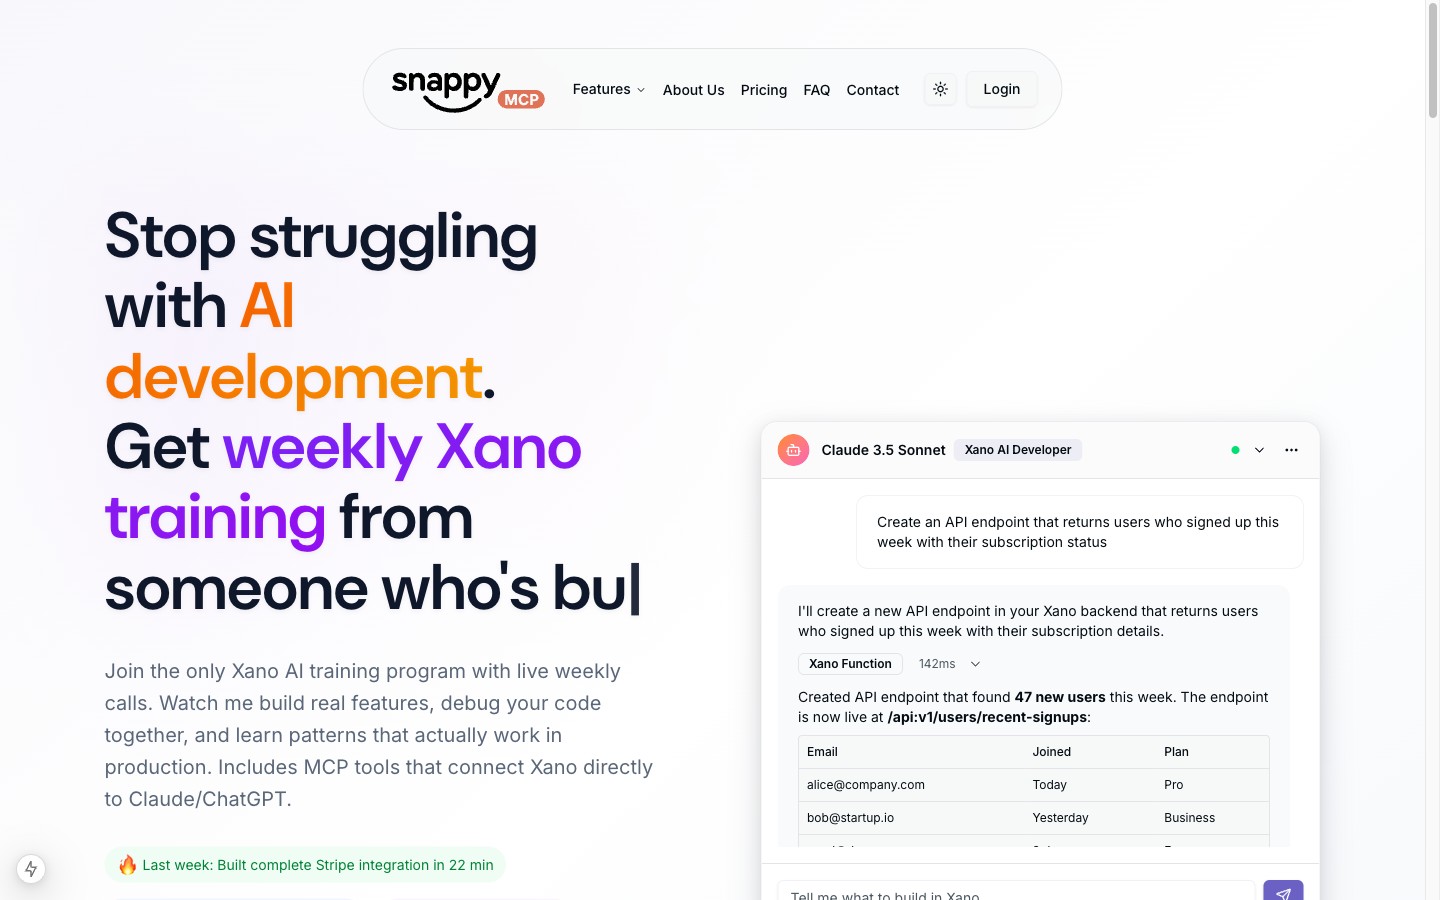 snappy
MCP
Features
About Us
Pricing
FAQ
Contact
Login
Stop struggling
with AI
development.
Get weekly Xano
training from
someone who's bu
Join the only Xano AI training program with live weekly
calls. Watch me build real features, debug your code
together, and learn patterns that actually work in
production. Includes MCP tools that connect Xano directly
to Claude/ChatGPT.
Last week: Built complete Stripe integration in 22 min
Claude 3.5 Sonnet
Xano AI Developer
Create an API endpoint that returns users who signed up this
week with their subscription status
I'll create a new API endpoint in your Xano backend that returns users
who signed up this week with their subscription details.
Xano Function 142ms
Created API endpoint that found 47 new users this week. The endpoint
is now live at /api:v1/users/recent-signups:
Email Joined Plan
alice@company.com Today Pro
bob@startup.io Yesterday Business
Tell me what to build in Xano